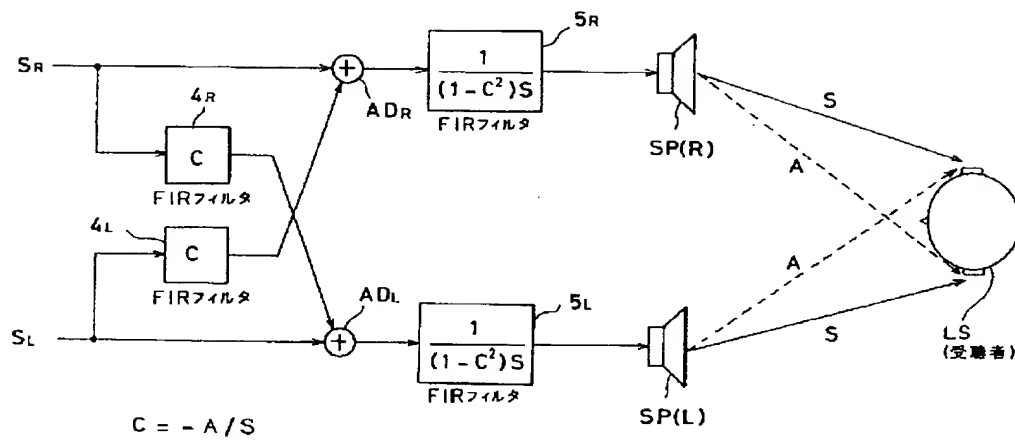 SR
4R
C
FIRフィルタ
4L
C
FIRフィルタ
SL
ADR
ADL
5R
1
(1-C²)S
FIRフィルタ
5L
1
(1-C²)S
FIRフィルタ
SP(R)
SP(L)
S
A
A
S
LS
(受聴者)
C = - A / S